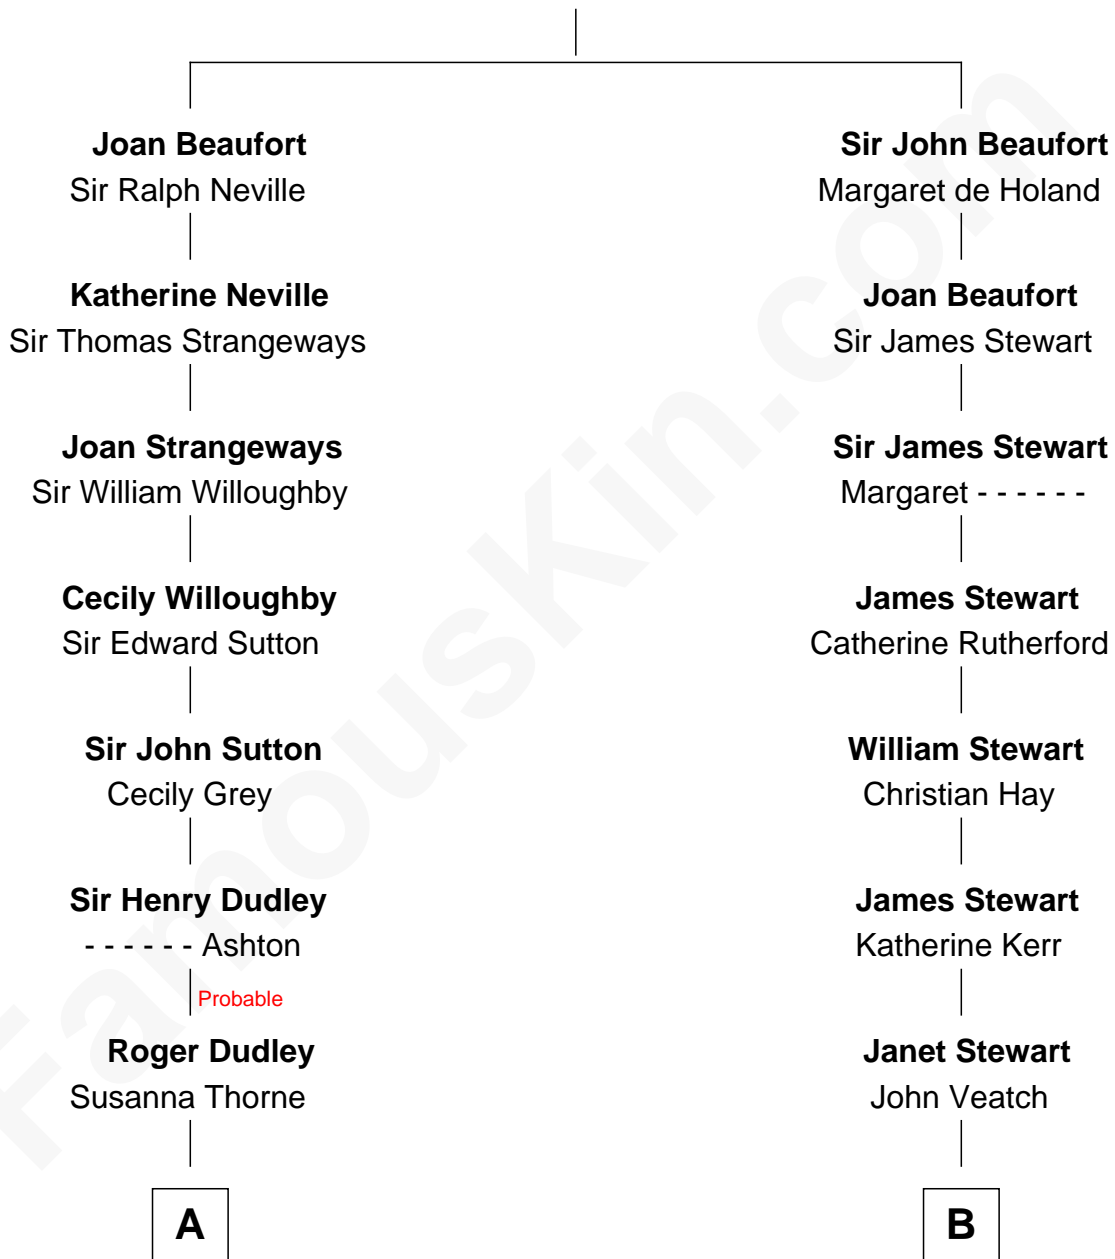 Joan Beaufort
Sir Ralph Neville
Katherine Neville
Sir Thomas Strangeways
Joan Strangeways
Sir William Willoughby
Cecily Willoughby
Sir Edward Sutton
Sir John Sutton
Cecily Grey
Sir Henry Dudley
- - - - - - Ashton
Probable
Roger Dudley
Susanna Thorne
A
Sir John Beaufort
Margaret de Holand
Joan Beaufort
Sir James Stewart
Sir James Stewart
Margaret - - - - - -
James Stewart
Catherine Rutherford
William Stewart
Christian Hay
James Stewart
Katherine Kerr
Janet Stewart
John Veatch
B
FamousKin.com